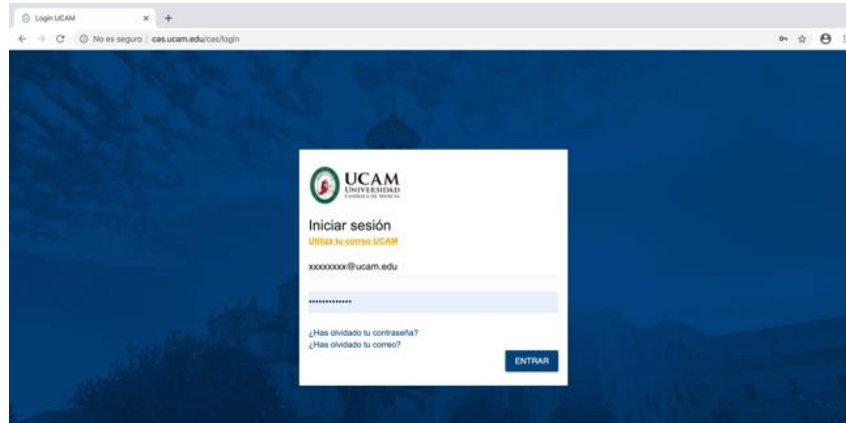 Login UCAM
No es seguro | cas.ucam.edu/cas/login
UCAM
UNIVERSIDAD
CATÓLICA DE MURCIA
Iniciar sesión
Utiliza tu correo UCAM
xxxxxxxx@ucam.edu
•••••••••••••
¿Has olvidado tu contraseña?
¿Has olvidado tu correo?
ENTRAR